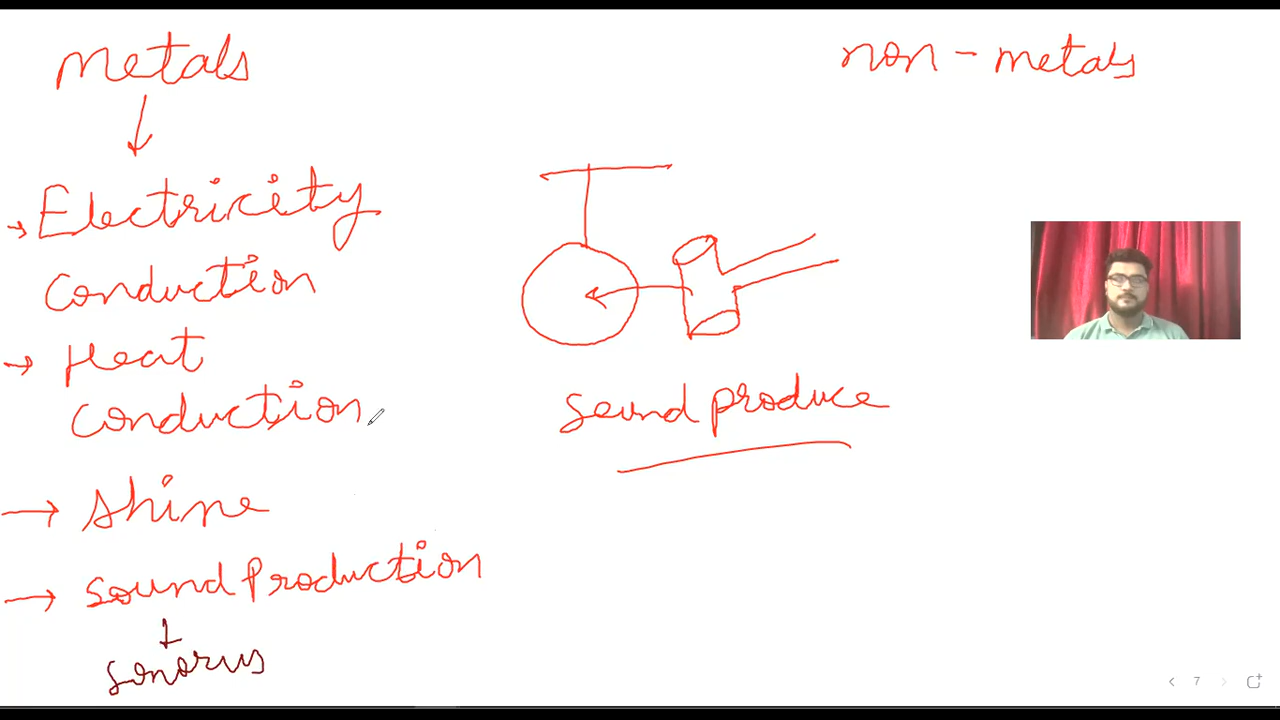 Metals
non - metals
→ Electricity
conduction
→ Heat
conduction
→ shine
→ sound Production
sonorus
sound produce
7